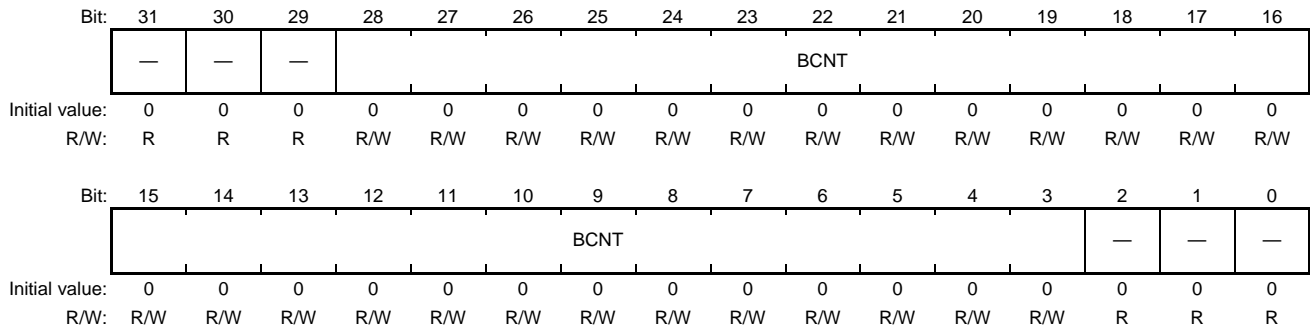 Bit: 31 30 29 28 27 26 25 24 23 22 21 20 19 18 17 16
— — — BCNT
Initial value: 0 0 0 0 0 0 0 0 0 0 0 0 0 0 0 0
R/W: R R R R/W R/W R/W R/W R/W R/W R/W R/W R/W R/W R/W R/W R/W
Bit: 15 14 13 12 11 10 9 8 7 6 5 4 3 2 1 0
BCNT — — —
Initial value: 0 0 0 0 0 0 0 0 0 0 0 0 0 0 0 0
R/W: R/W R/W R/W R/W R/W R/W R/W R/W R/W R/W R/W R/W R/W R R R